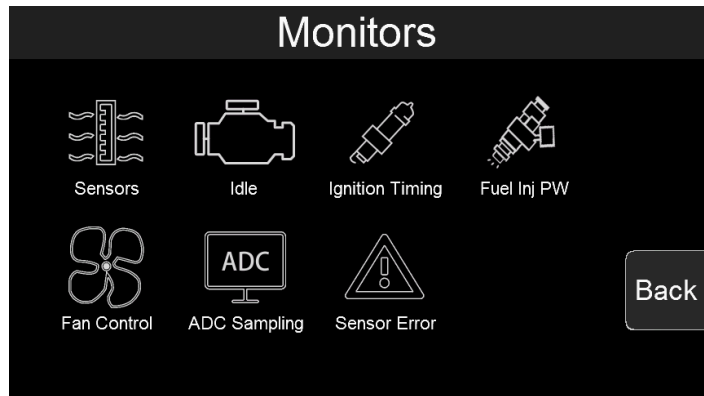 Monitors
Sensors
Idle
Ignition Timing
Fuel Inj PW
ADC
Fan Control
ADC Sampling
Sensor Error
Back